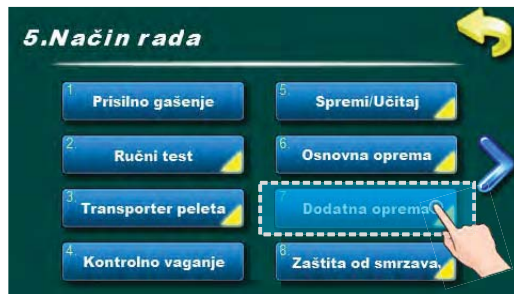 5.Način rada
1. Prisilno gašenje
2. Ručni test
3. Transporter peleta
4. Kontrolno vaganje
5. Spremi/Učitaj
6. Osnovna oprema
7. Dodatna oprema
8. Zaštita od smrzava.